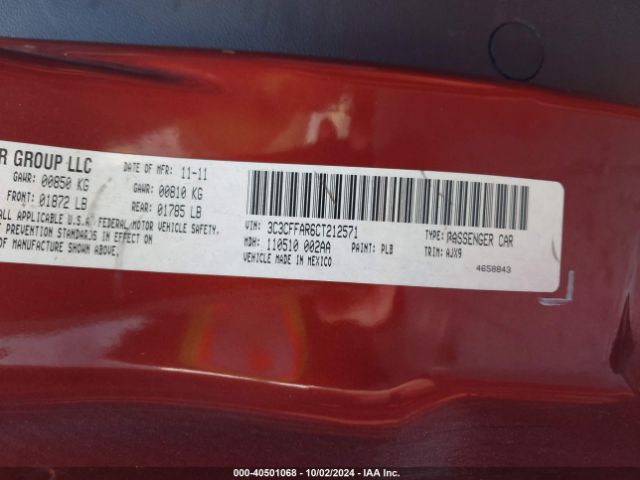 R GROUP LLC
DATE OF MFR: 11-11
GAWR: 00850 KG
GAWR: 00810 KG
FRONT: 01872 LB
REAR: 01785 LB
ALL APPLICABLE U.S.A. FEDERAL MOTOR VEHICLE SAFETY,
T PREVENTION STANDARDS IN EFFECT
OF MANUFACTURE SHOWN ABOVE.
VIN: 3C3CFFAR6CT212571
TYPE: PASSENGER CAR
MDH: 110510 002AA
PAINT: PLB
TRIM: AJX9
VEHICLE MADE IN MEXICO
4658843
000-40501068 - 10/02/2024 - IAA Inc.